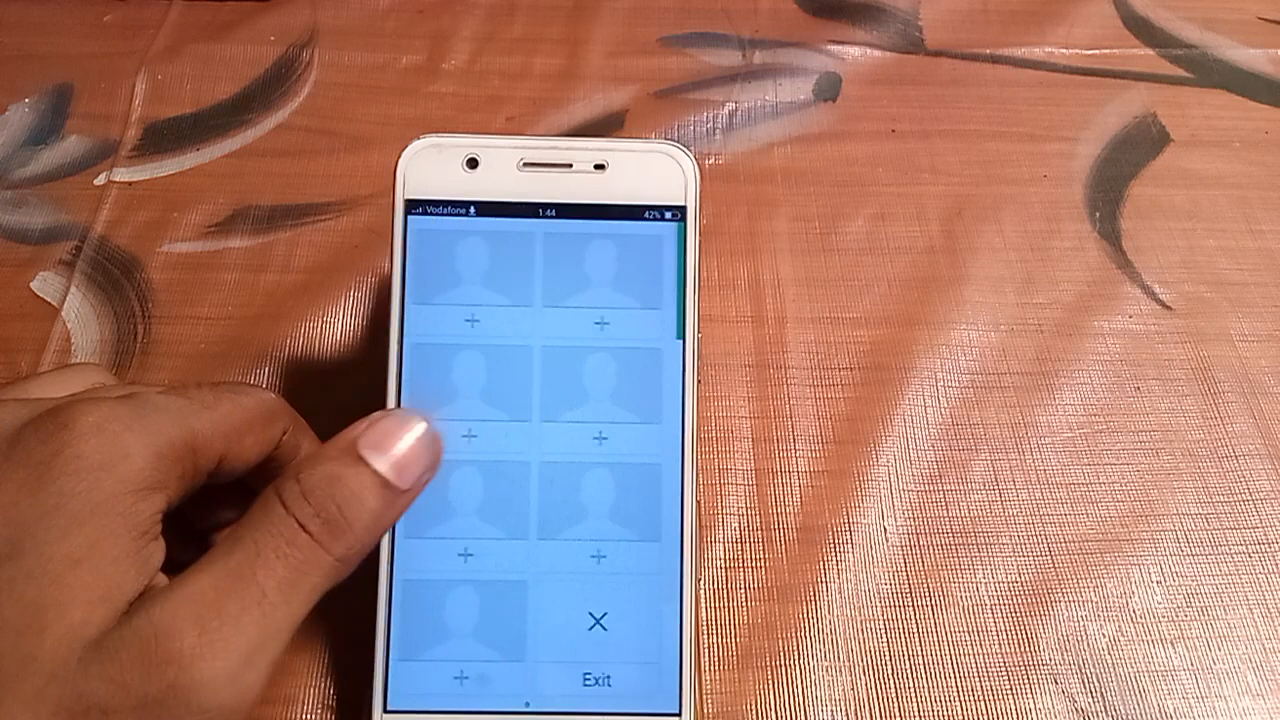 Vodafone 1:44 42%
+ +
+ +
+ +
+ ×
Exit